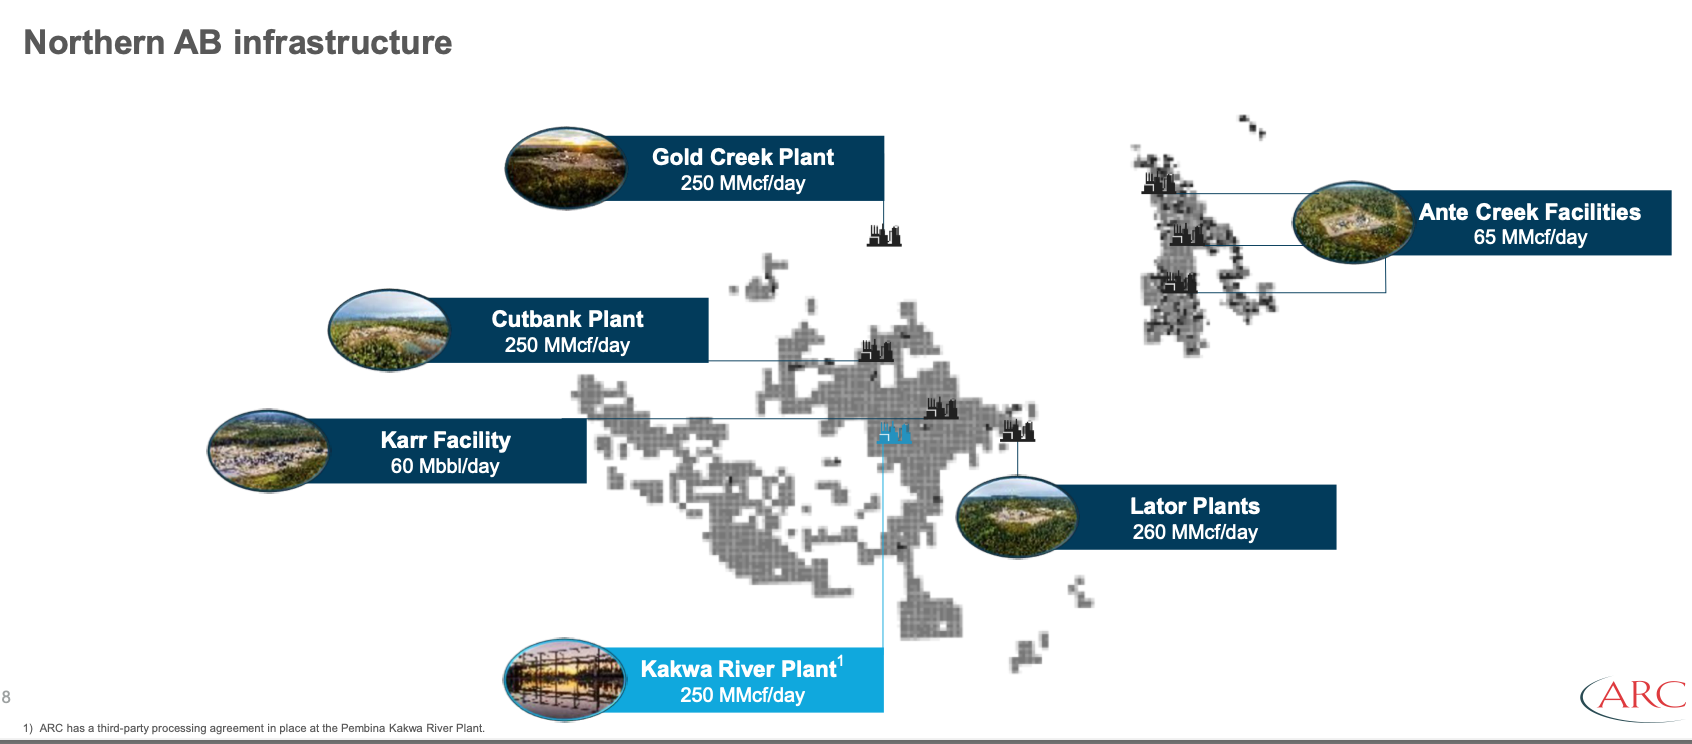 Northern AB infrastructure
Gold Creek Plant
250 MMcf/day
Ante Creek Facilities
65 MMcf/day
Cutbank Plant
250 MMcf/day
Karr Facility
60 Mbbl/day
Lator Plants
260 MMcf/day
Kakwa River Plant1
250 MMcf/day
8
ARC
1) ARC has a third-party processing agreement in place at the Pembina Kakwa River Plant.